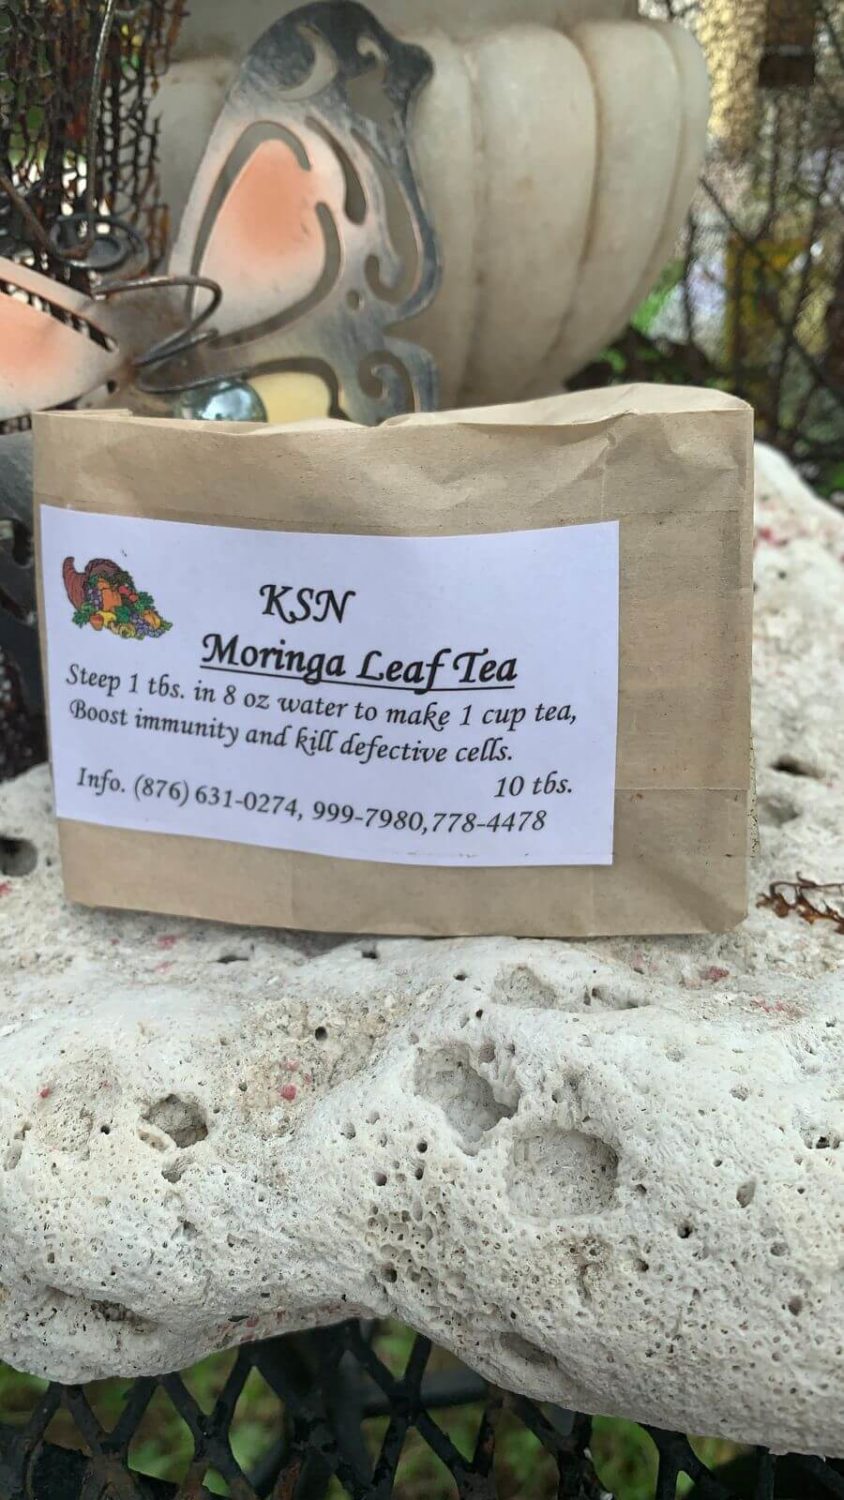 KSN
Moringa Leaf Tea
Steep 1 tbs. in 8 oz water to make 1 cup tea,
Boost immunity and kill defective cells.
10 tbs.
Info. (876) 631-0274, 999-7980,778-4478